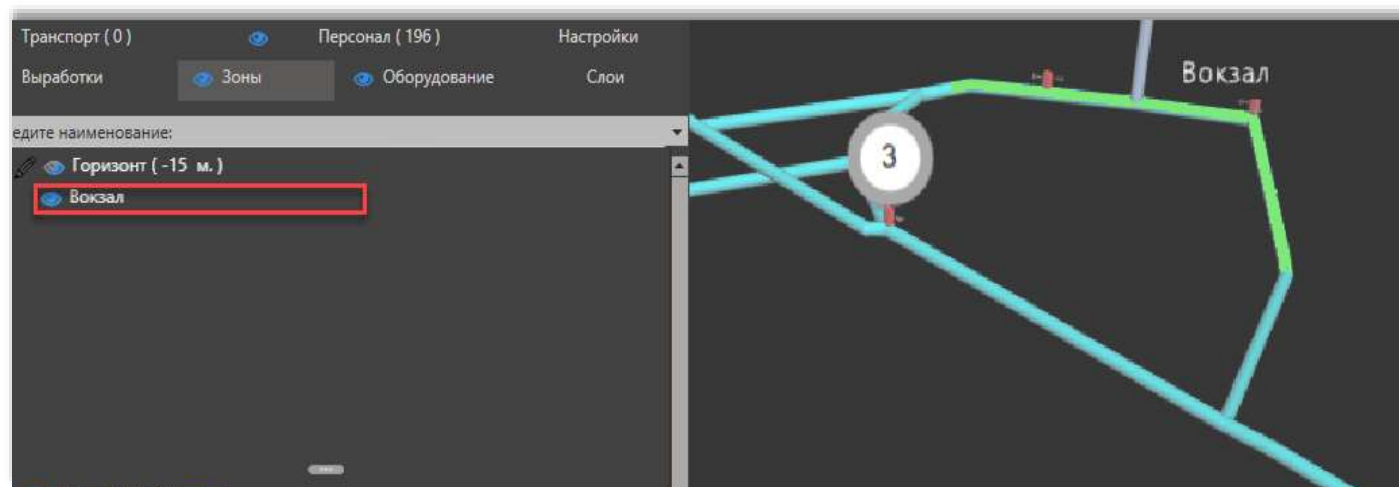 Транспорт ( 0 ) Персонал ( 196 ) Настройки
Выработки Зоны Оборудование Слои
едите наименование:
Горизонт ( -15 м. )
Вокзал
Вокзал
3